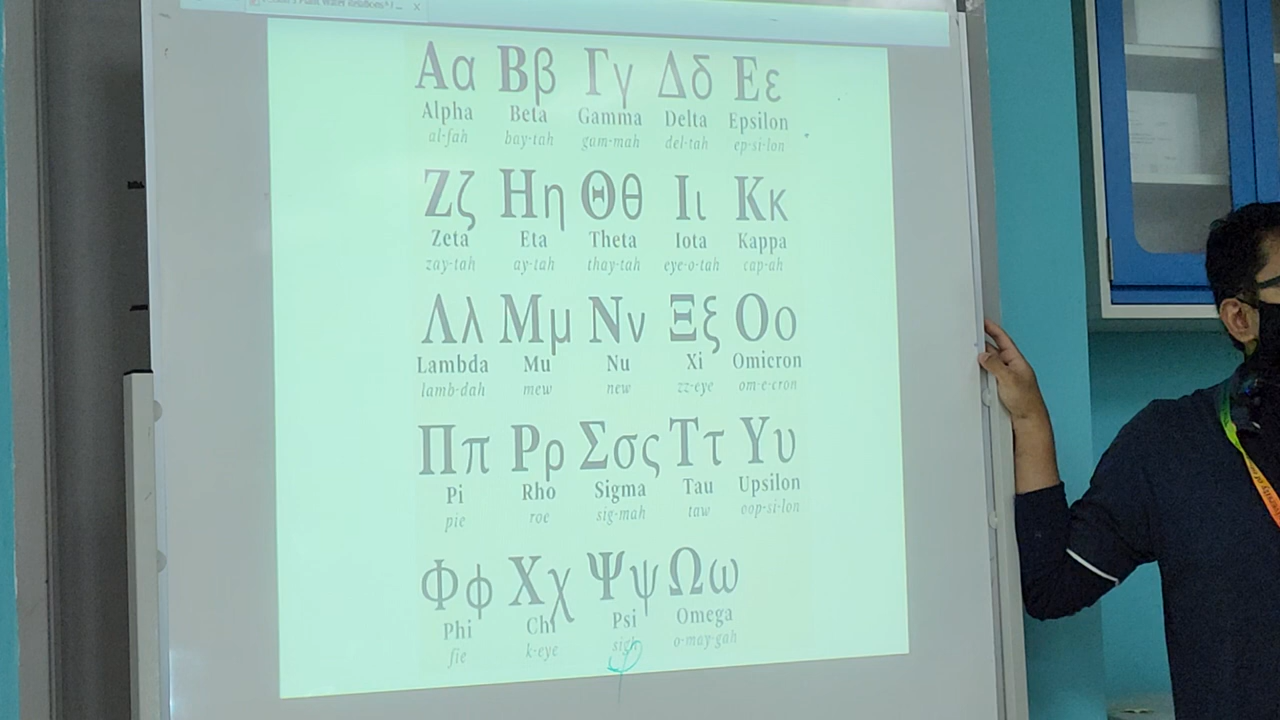 Plant Water Relations
Αα Ββ Γγ Δδ Εε
Alpha Beta Gamma Delta Epsilon
al-fah bay-tah gam-mah del-tah ep-si-lon
Ζζ Ηη Θθ Ιι Κκ
Zeta Eta Theta Iota Kappa
zay-tah ay-tah thay-tah eye-o-tah cap-ah
Λλ Μμ Νν Ξξ Οο
Lambda Mu Nu Xi Omicron
lamb-dah mew new zz-eye om-e-cron
Ππ Ρρ Σσς Ττ Υυ
Pi Rho Sigma Tau Upsilon
pie roe sig-mah taw oop-si-lon
Φϕ Χχ Ψψ Ωω
Phi Chi Psi Omega
fie k-eye sigh o-may-gah